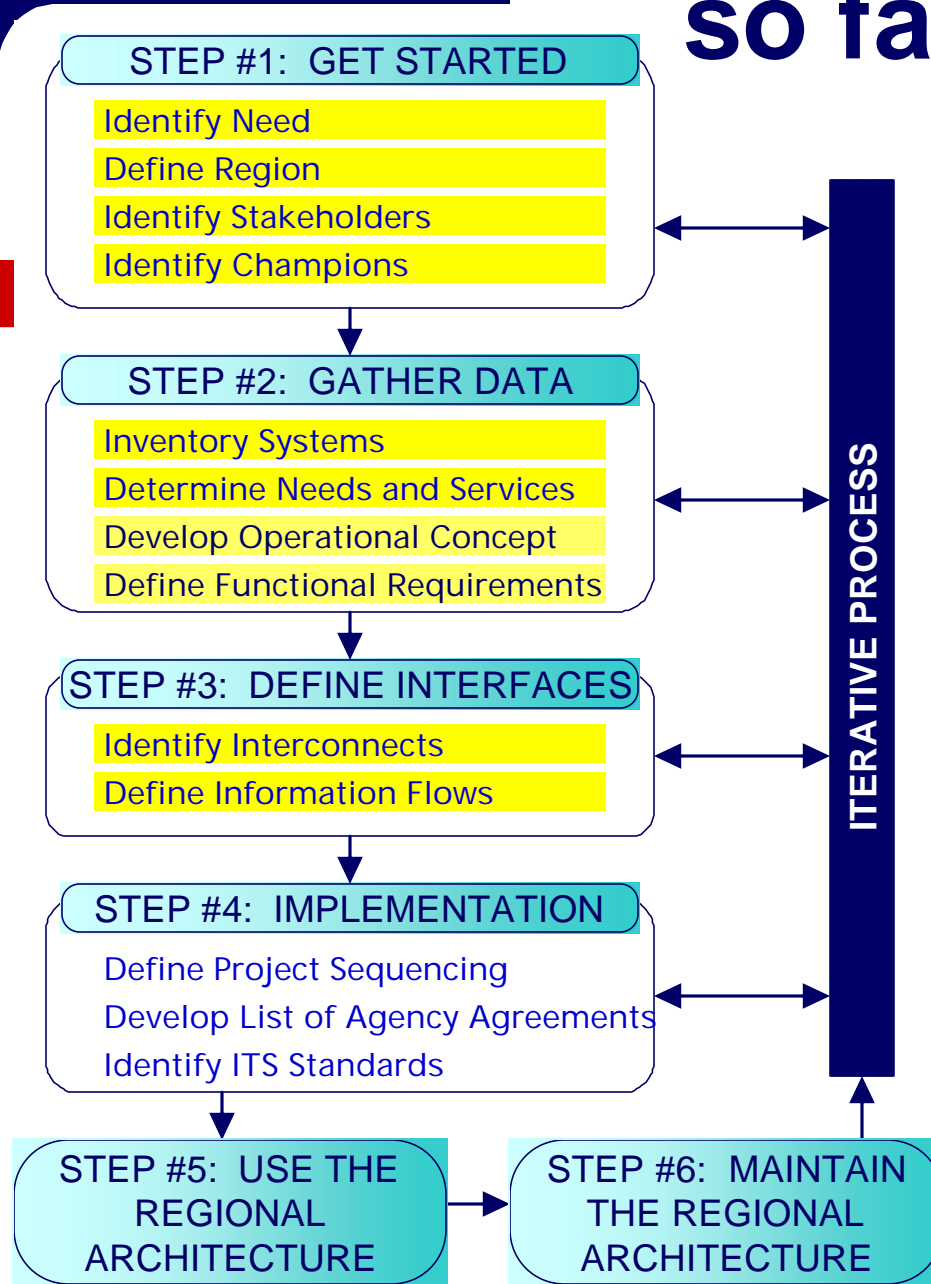 so fa
STEP #1: GET STARTED
Identify Need
Define Region
Identify Stakeholders
Identify Champions
STEP #2: GATHER DATA
Inventory Systems
Determine Needs and Services
Develop Operational Concept
Define Functional Requirements
STEP #3: DEFINE INTERFACES
Identify Interconnects
Define Information Flows
STEP #4: IMPLEMENTATION
Define Project Sequencing
Develop List of Agency Agreements
Identify ITS Standards
STEP #5: USE THE
REGIONAL
ARCHITECTURE
STEP #6: MAINTAIN
THE REGIONAL
ARCHITECTURE
ITERATIVE PROCESS